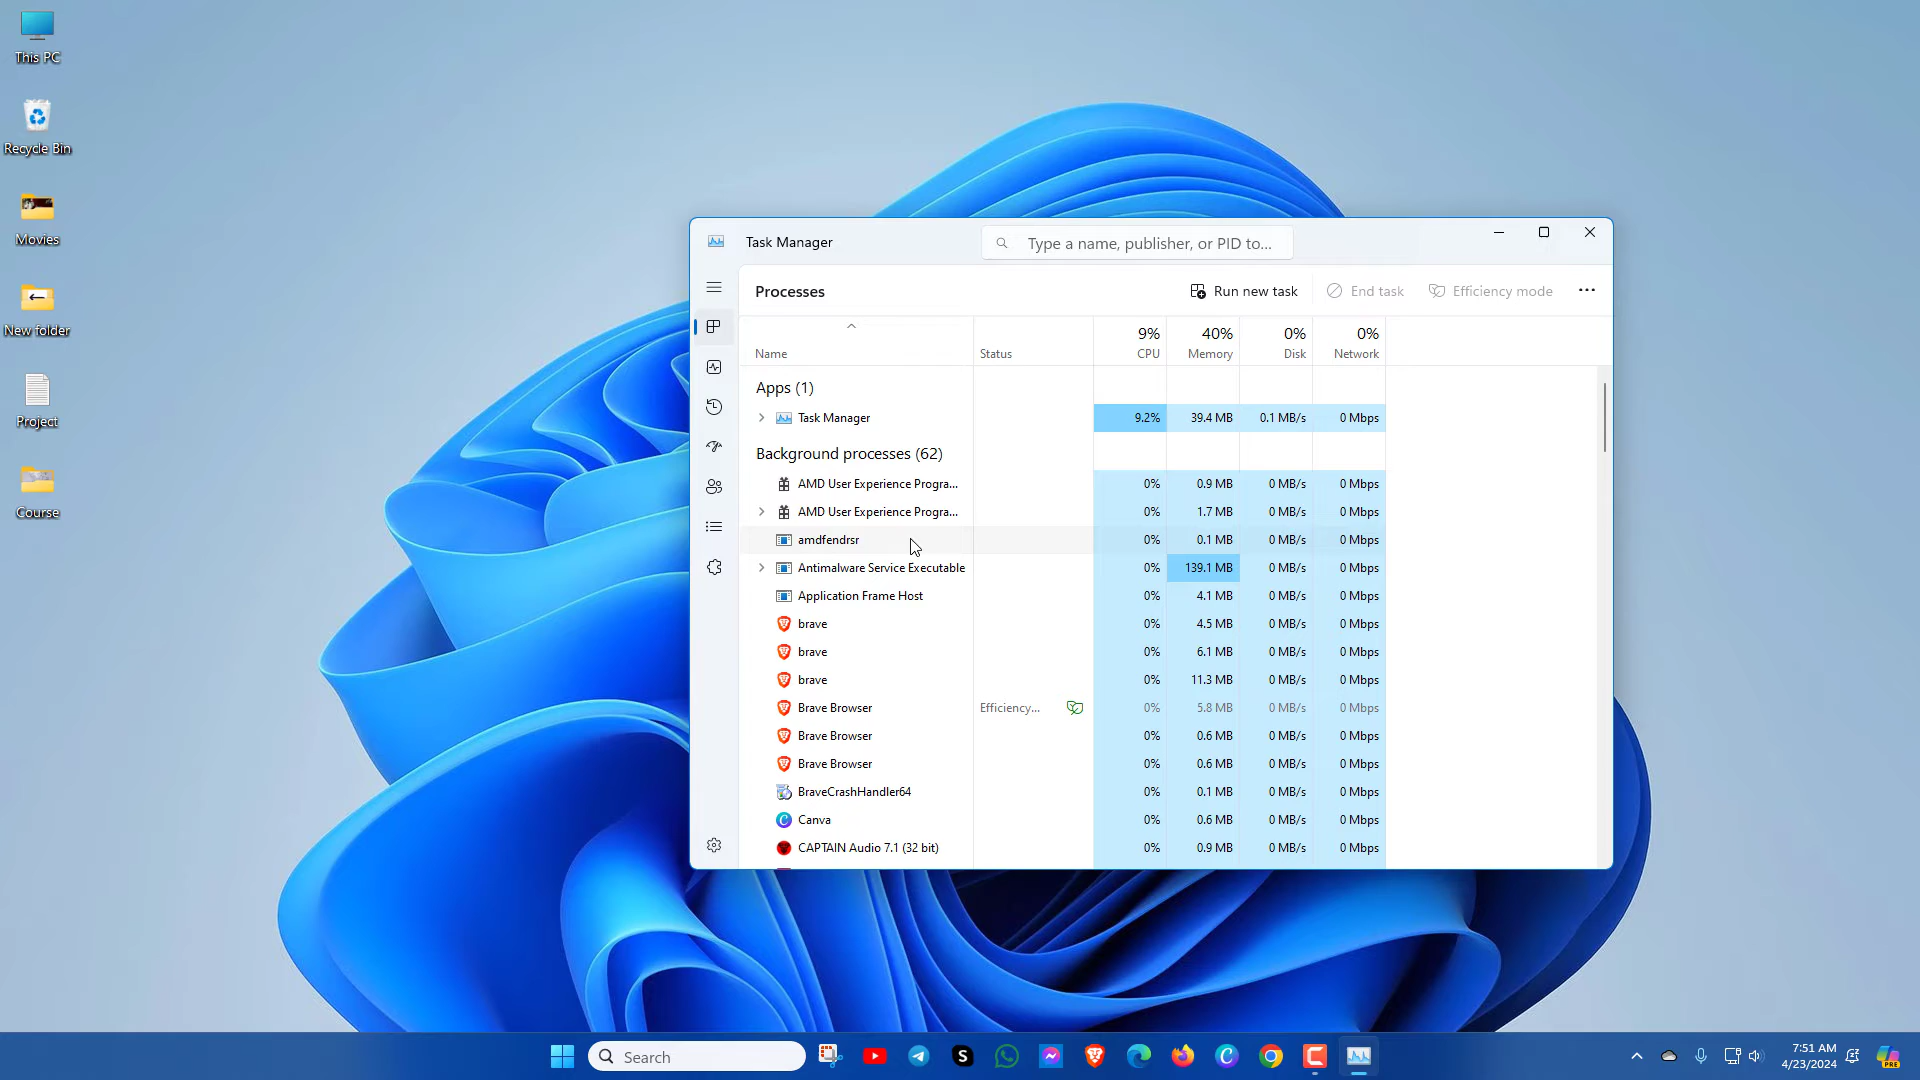 This PC
Recycle Bin
Movies
New folder
Project
Course
Task Manager
Type a name, publisher, or PID to...
Processes
Run new task
End task
Efficiency mode
Name
Status
9%
CPU
40%
Memory
0%
Disk
0%
Network
Apps (1)
Task Manager 9.2% 39.4 MB 0.1 MB/s 0 Mbps
Background processes (62)
AMD User Experience Progra... 0% 0.9 MB 0 MB/s 0 Mbps
AMD User Experience Progra... 0% 1.7 MB 0 MB/s 0 Mbps
amdfendrsr 0% 0.1 MB 0 MB/s 0 Mbps
Antimalware Service Executable 0% 139.1 MB 0 MB/s 0 Mbps
Application Frame Host 0% 4.1 MB 0 MB/s 0 Mbps
brave 0% 4.5 MB 0 MB/s 0 Mbps
brave 0% 6.1 MB 0 MB/s 0 Mbps
brave 0% 11.3 MB 0 MB/s 0 Mbps
Brave Browser Efficiency... 0% 5.8 MB 0 MB/s 0 Mbps
Brave Browser 0% 0.6 MB 0 MB/s 0 Mbps
Brave Browser 0% 0.6 MB 0 MB/s 0 Mbps
BraveCrashHandler64 0% 0.1 MB 0 MB/s 0 Mbps
Canva 0% 0.6 MB 0 MB/s 0 Mbps
CAPTAIN Audio 7.1 (32 bit) 0% 0.9 MB 0 MB/s 0 Mbps
Search
7:51 AM
4/23/2024
PRE